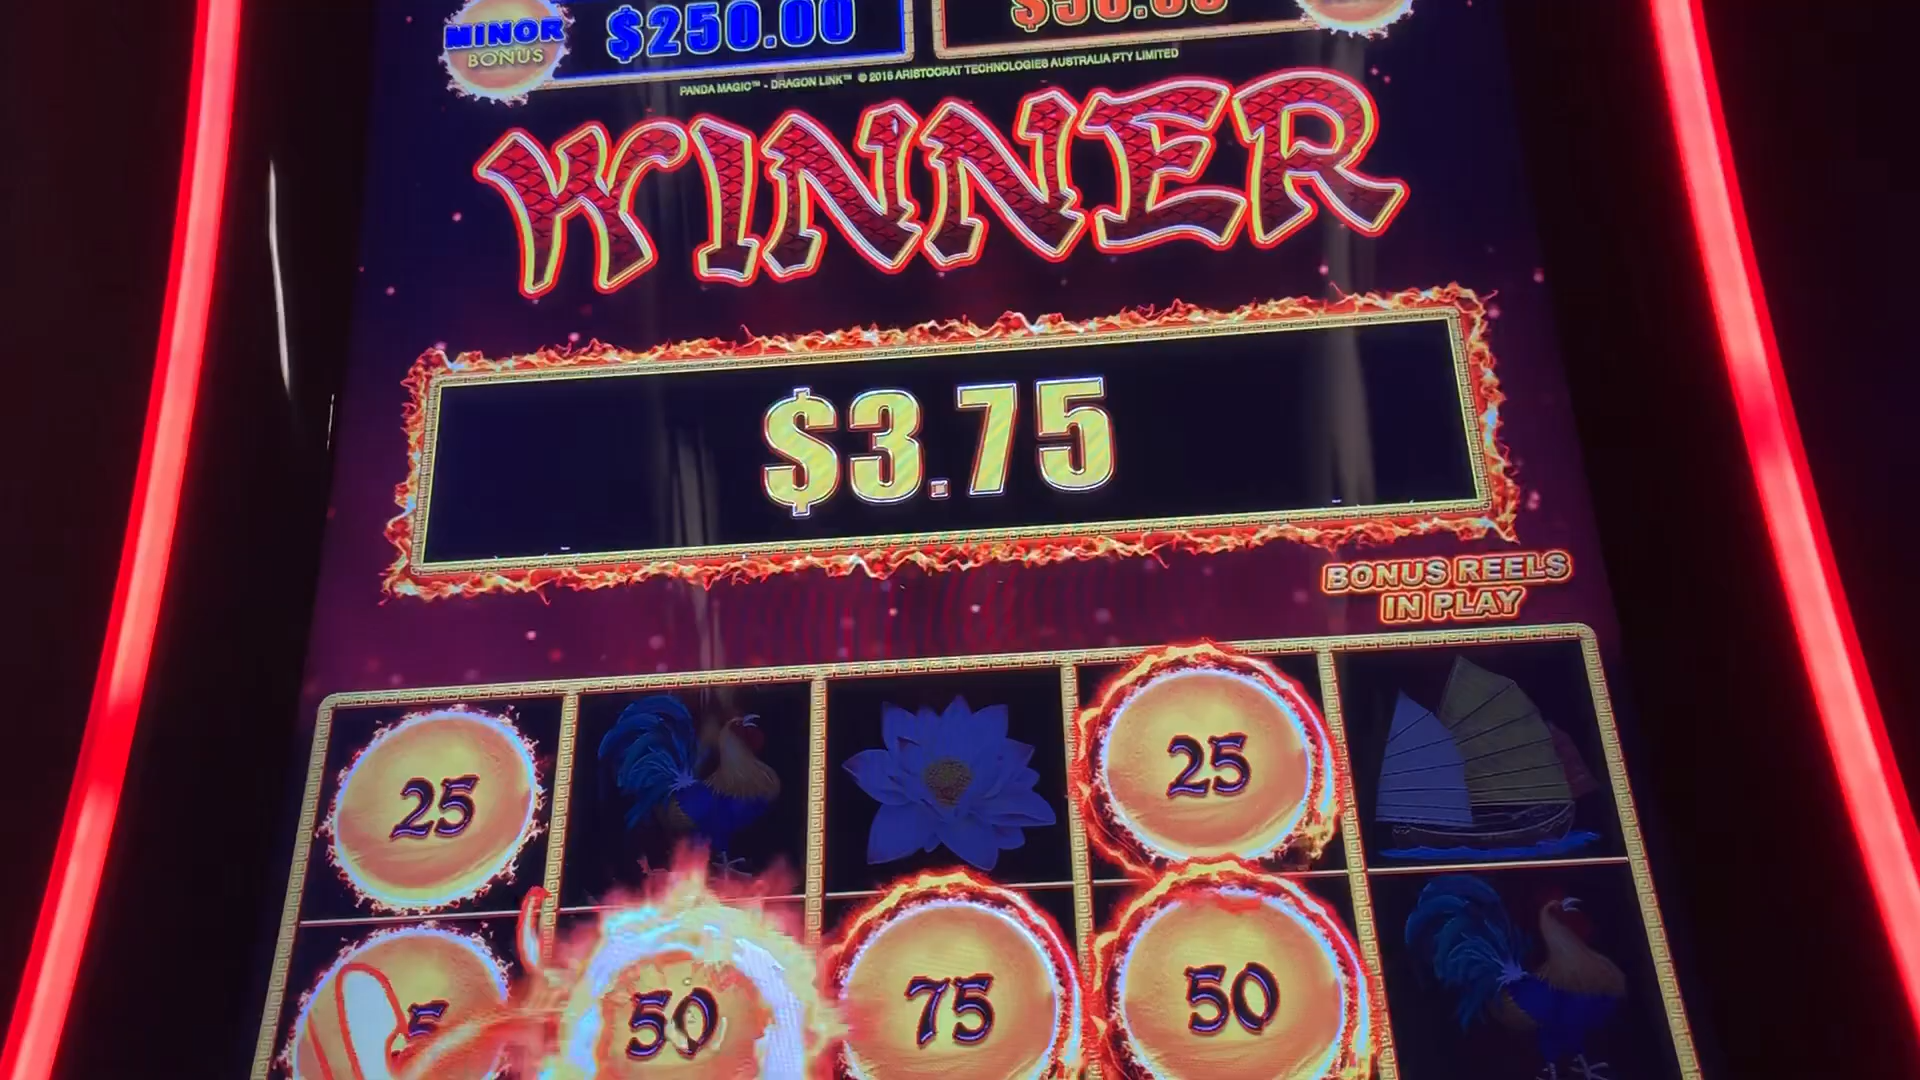 MINOR
BONUS
$250.00
PANDA MAGIC™ - DRAGON LINK™ © 2016 ARISTOCRAT TECHNOLOGIES AUSTRALIA PTY LIMITED
WINNER
$3.75
BONUS REELS
IN PLAY
25
25
50
75
50